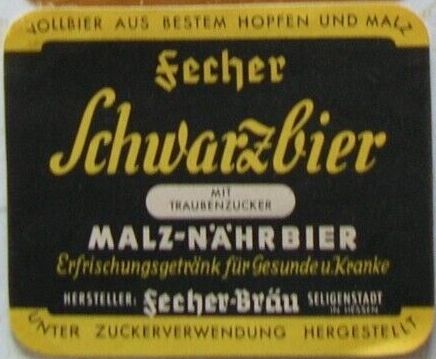 VOLLBIER AUS BESTEM HOPFEN UND MALZ
Fecher
Schwarzbier
MIT
TRAUBENZUCKER
MALZ-NÄHRBIER
Erfrischungsgetränk für Gesunde u. Kranke
HERSTELLER: Fecher-Bräu SELIGENSTADT
IN HESSEN
UNTER ZUCKERVERWENDUNG HERGESTELLT